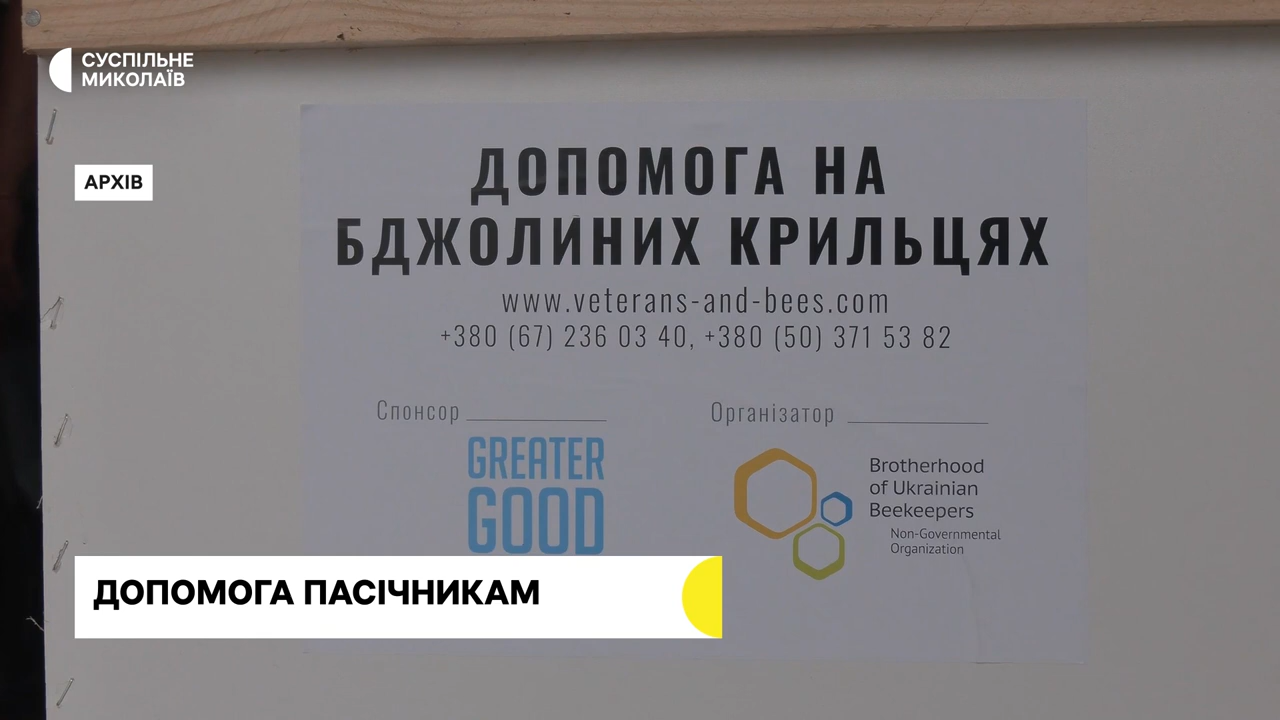 СУСПІЛЬНЕ
МИКОЛАЇВ
АРХІВ
ДОПОМОГА НА
БДЖОЛИНИХ КРИЛЬЦЯХ
www.veterans-and-bees.com
+380 (67) 236 03 40, +380 (50) 371 53 82
Спонсор
GREATER
GOOD
Організатор
Brotherhood
of Ukrainian
Beekeepers
Non-Governmental
Organization
ДОПОМОГА ПАСІЧНИКАМ